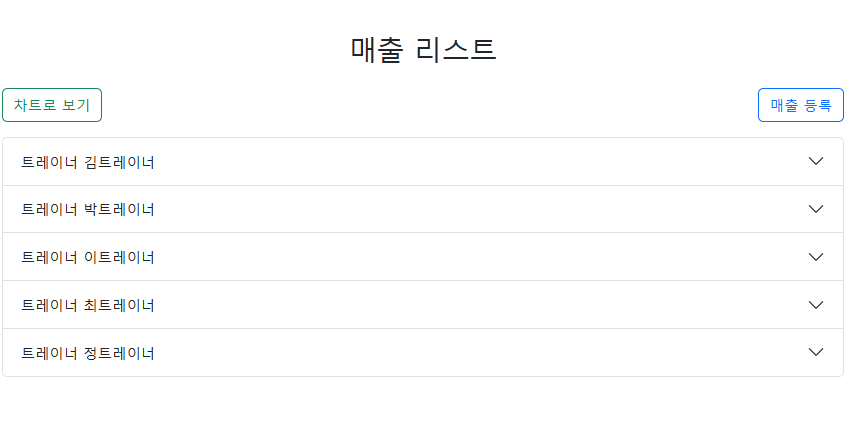 매출 리스트
차트로 보기
매출 등록
트레이너 김트레이너
트레이너 박트레이너
트레이너 이트레이너
트레이너 최트레이너
트레이너 정트레이너